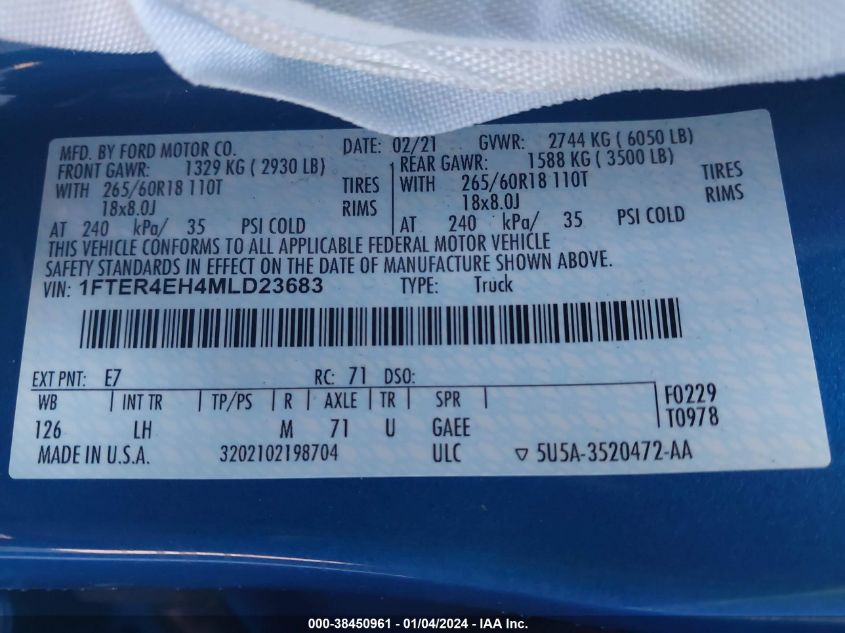 MFD. BY FORD MOTOR CO. DATE: 02/21 GVWR: 2744 KG ( 6050 LB)
FRONT GAWR: 1329 KG ( 2930 LB) REAR GAWR: 1588 KG ( 3500 LB)
WITH 265/60R18 110T TIRES WITH 265/60R18 110T TIRES
18x8.0J RIMS 18x8.0J RIMS
AT 240 kPa/ 35 PSI COLD AT 240 kPa/ 35 PSI COLD
THIS VEHICLE CONFORMS TO ALL APPLICABLE FEDERAL MOTOR VEHICLE
SAFETY STANDARDS IN EFFECT ON THE DATE OF MANUFACTURE SHOWN ABOVE.
VIN: 1FTER4EH4MLD23683 TYPE: Truck
EXT PNT: E7 RC: 71 DSO:
WB | INT TR | TP/PS | R | AXLE | TR | SPR | F0229
126 LH M 71 U GAEE T0978
MADE IN U.S.A. 3202102198704 ULC ▽ 5U5A-3520472-AA
000-38450961 - 01/04/2024 - IAA Inc.